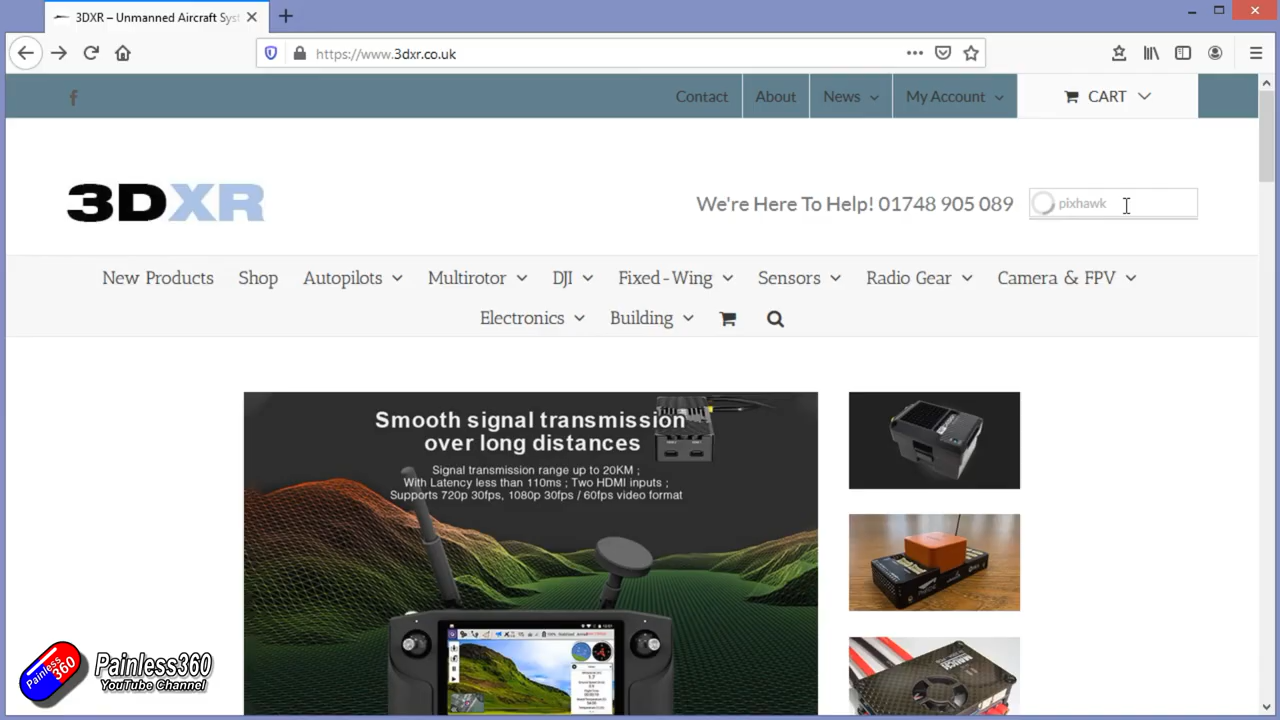 3DXR – Unmanned Aircraft Syst
https://www.3dxr.co.uk
Contact
About
News
My Account
CART
3DXR
We're Here To Help! 01748 905 089
pixhawk
New Products
Shop
Autopilots
Multirotor
DJI
Fixed-Wing
Sensors
Radio Gear
Camera & FPV
Electronics
Building
Smooth signal transmission
over long distances
Signal transmission range up to 20KM ;
With Latency less than 110ms ; Two HDMI inputs ;
Supports 720p 30fps, 1080p 30fps / 60fps video format
Painless
360
Painless360
YouTube Channel